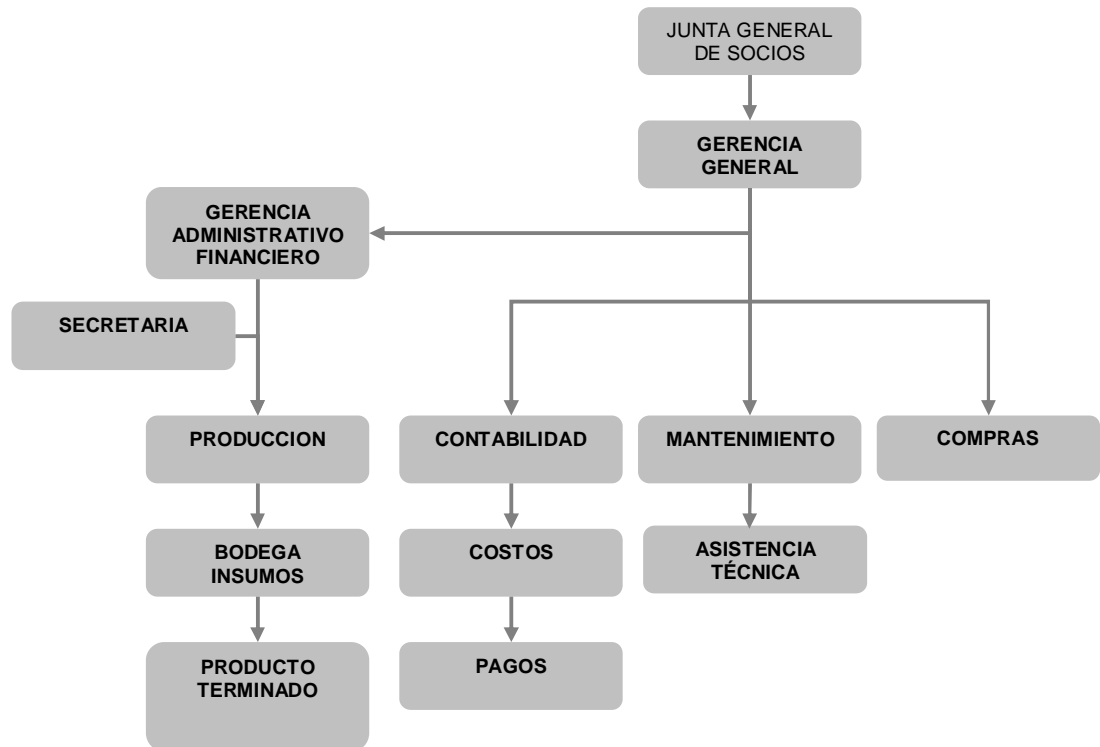 JUNTA GENERAL
DE SOCIOS
GERENCIA
GENERAL
GERENCIA
ADMINISTRATIVO
FINANCIERO
SECRETARIA
PRODUCCION
CONTABILIDAD
MANTENIMIENTO
COMPRAS
BODEGA
INSUMOS
COSTOS
ASISTENCIA
TÉCNICA
PRODUCTO
TERMINADO
PAGOS